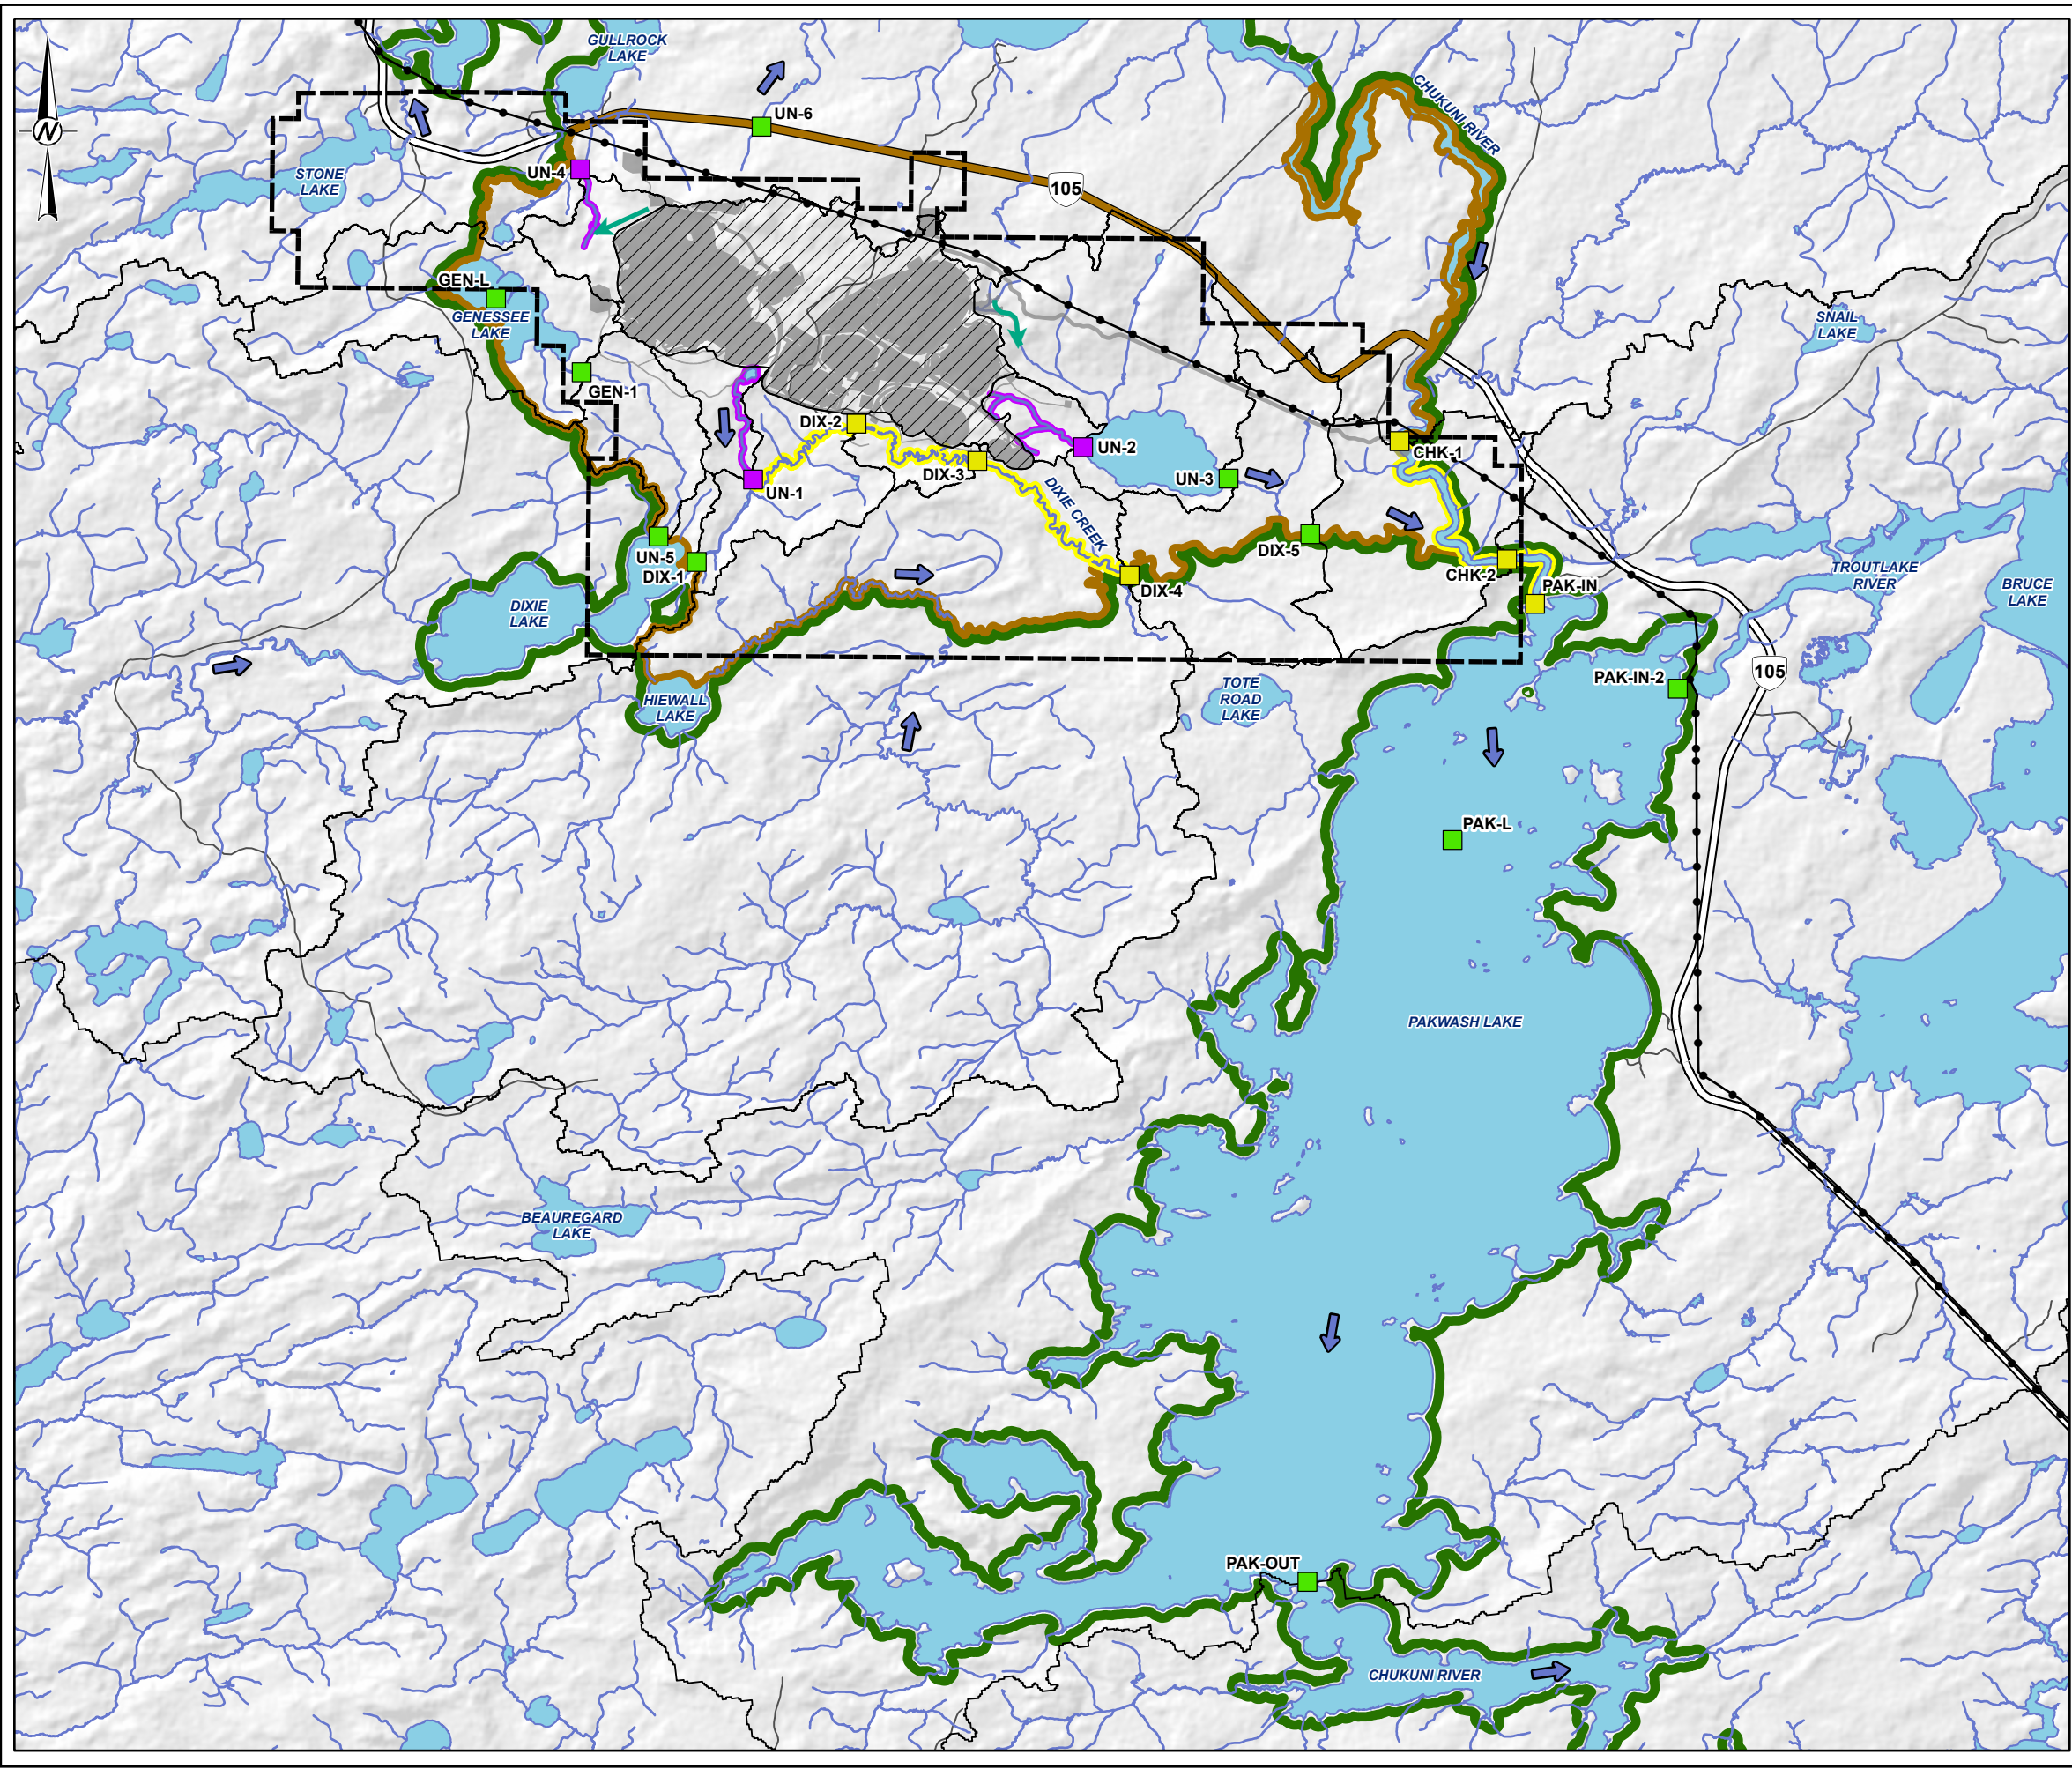 GULLROCK
LAKE
CHUKUNI RIVER
UN-6
N
STONE
LAKE
UN-4
105
GEN-L
GENESSEE
LAKE
SNAIL
LAKE
GEN-1
DIX-2
UN-2
CHK-1
DIX-3
UN-3
UN-1
DIXIE CREEK
UN-5
DIX-5
DIX-1
CHK-2
TROUTLAKE
RIVER
PAK-IN
DIX-4
BRUCE
LAKE
DIXIE
LAKE
105
PAK-IN-2
TOTE
ROAD
LAKE
HIEWALL
LAKE
PAK-L
PAKWASH LAKE
BEAUREGARD
LAKE
PAK-OUT
CHUKUNI RIVER